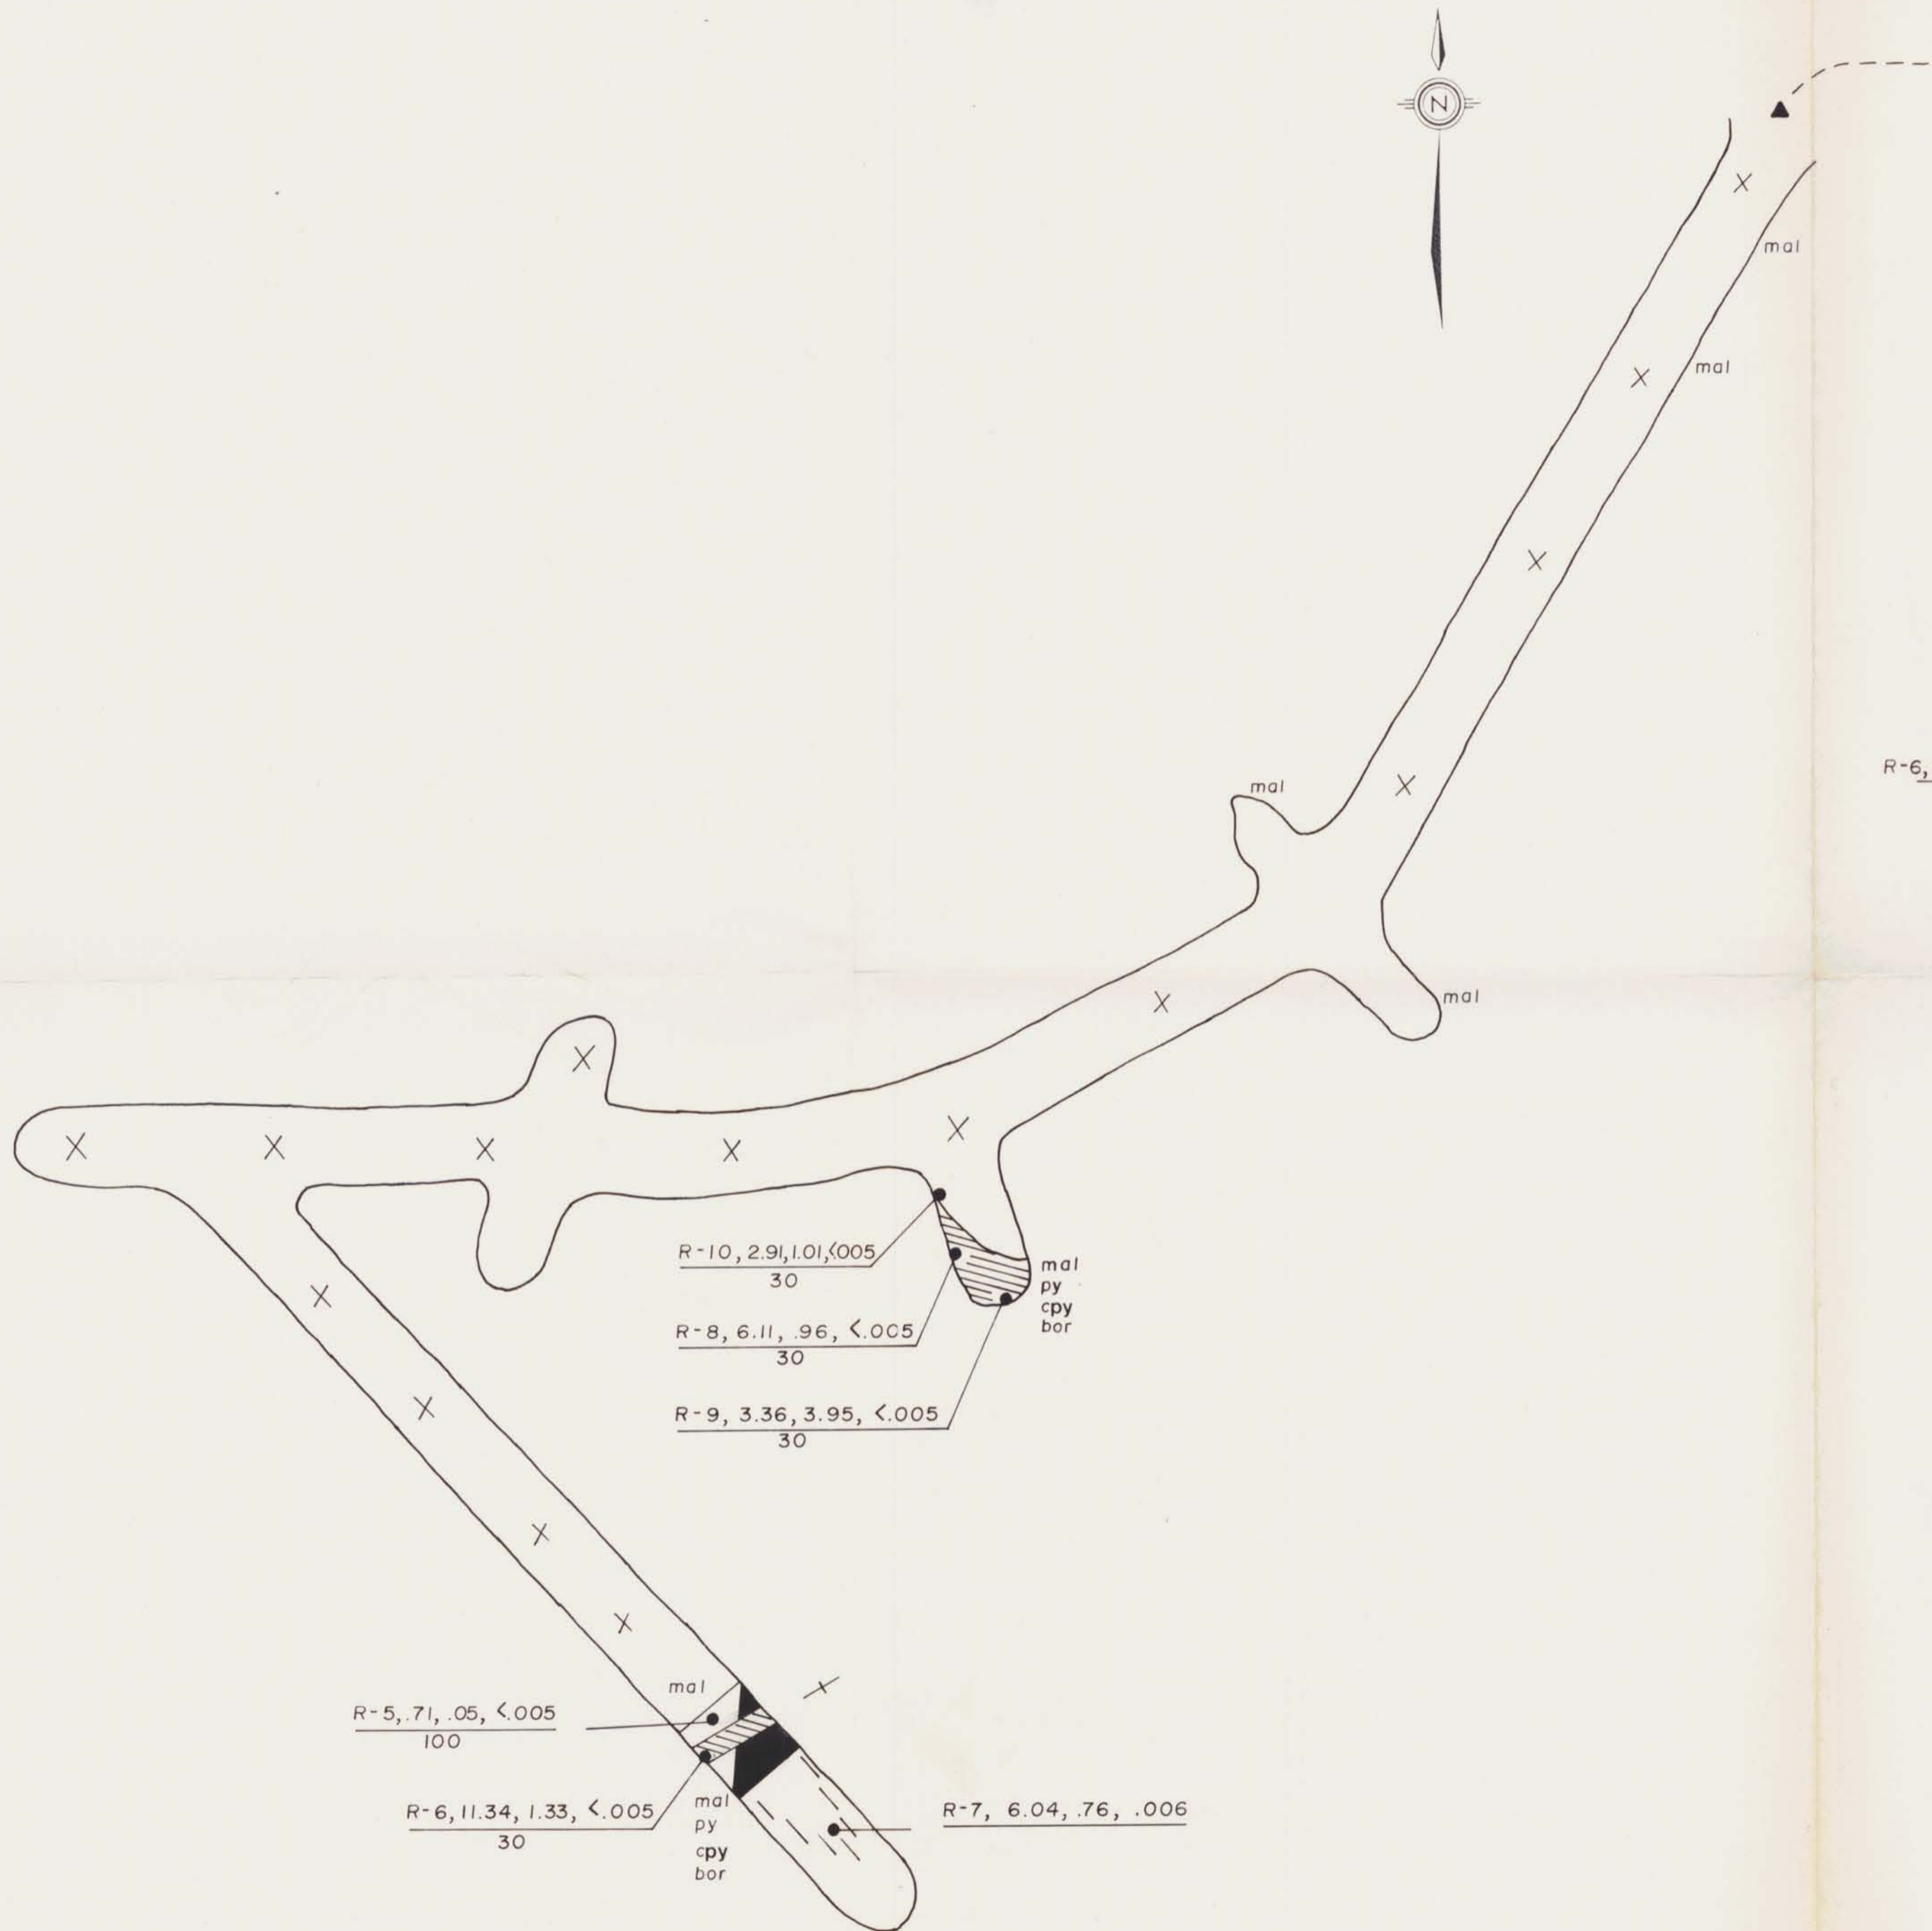 N
mal
mal
R-6,
mal
mal
R-10, 2.91, 1.01, <.005
30
mal
py
cpy
bor
R-8, 6.11, .96, <.005
30
R-9, 3.36, 3.95, <.005
30
mal
R-5, .71, .05, <.005
100
R-6, 11.34, 1.33, <.005
30
mal
py
cpy
bor
R-7, 6.04, .76, .006